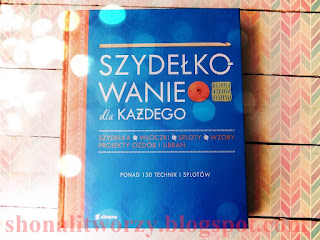 SZYDEŁKO-
WANIE
dla KAŻDEGO
SZYDEŁKA WŁÓCZKI SPLOTY WZORY
PROJEKTY OZDÓB I UBRAŃ
PONAD 130 TECHNIK I SPLOTÓW
shonalitworzy.blogspot.com